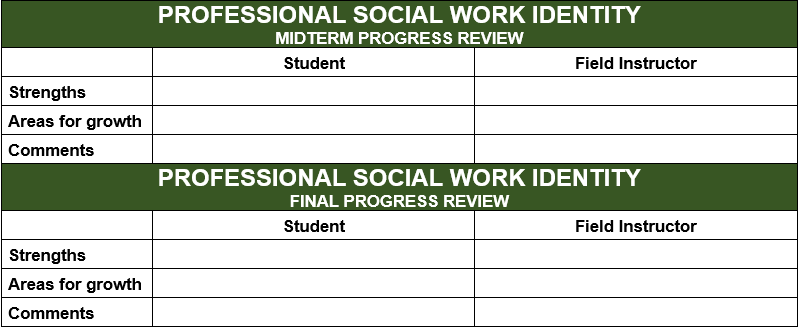 PROFESSIONAL SOCIAL WORK IDENTITY
MIDTERM PROGRESS REVIEW
Student Field Instructor
Strengths
Areas for growth
Comments
PROFESSIONAL SOCIAL WORK IDENTITY
FINAL PROGRESS REVIEW
Student Field Instructor
Strengths
Areas for growth
Comments